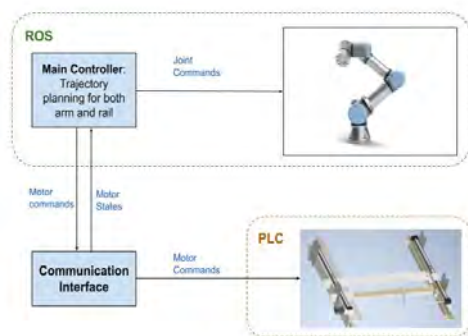 ROS
Main Controller:
Trajectory
planning for both
arm and rail
Joint
Commands
Motor
commands
Motor
States
Communication
Interface
Motor
Commands
PLC